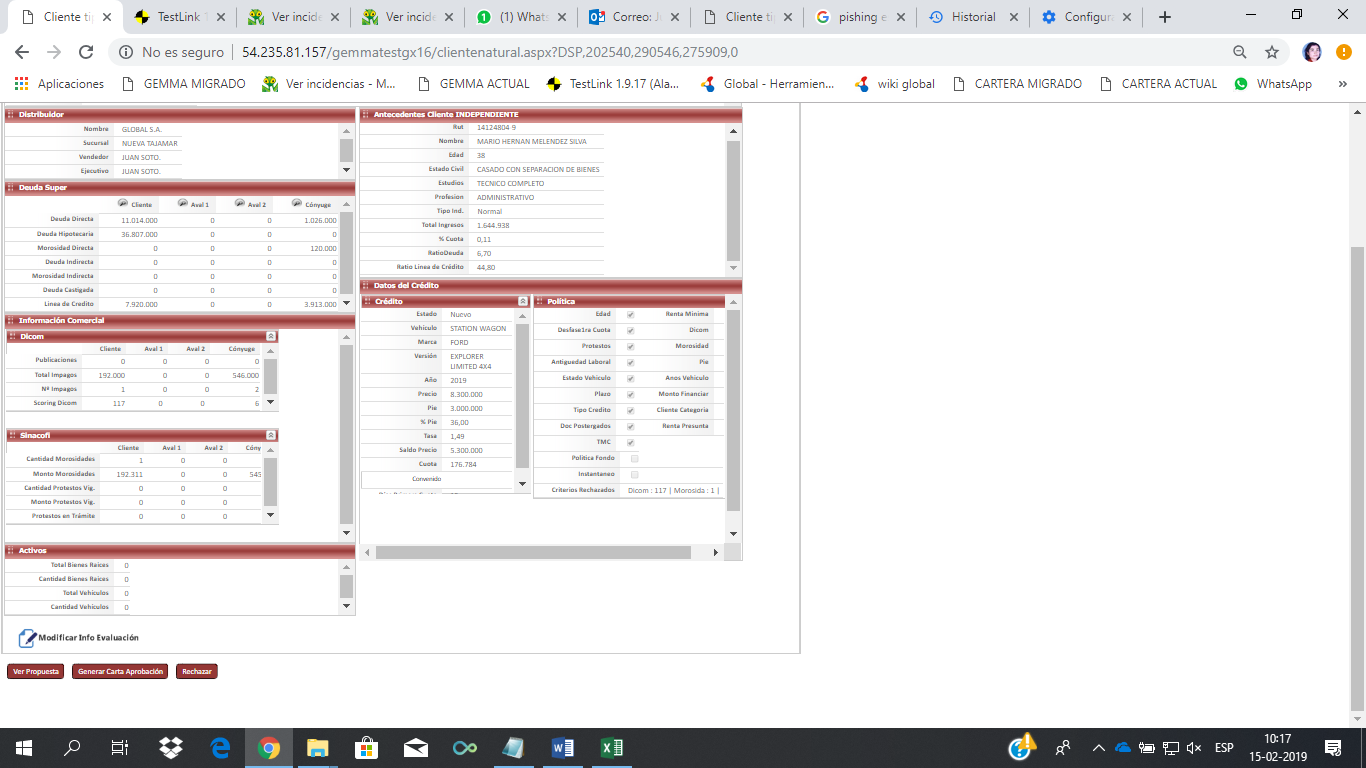 Cliente ti
TestLink 1
Ver incide
Ver incide
(1) Whats
Correo: Ji
Cliente ti
pishing e
Historial
Configura
No es seguro | 54.235.81.157/gemmatestgx16/clientenatural.aspx?DSP,202540,290546,275909,0
Aplicaciones
GEMMA MIGRADO
Ver incidencias - M...
GEMMA ACTUAL
TestLink 1.9.17 (Ala...
Global - Herramien...
wiki global
CARTERA MIGRADO
CARTERA ACTUAL
WhatsApp
»
Distribuidor
Nombre GLOBAL S.A.
Sucursal NUEVA TAJAMAR
Vendedor JUAN SOTO.
Ejecutivo JUAN SOTO.
Deuda Super
Cliente Aval 1 Aval 2 Cónyuge
Deuda Directa 11.014.000 0 0 1.026.000
Deuda Hipotecaria 36.807.000 0 0 0
Morosidad Directa 0 0 0 120.000
Deuda Indirecta 0 0 0 0
Morosidad Indirecta 0 0 0 0
Deuda Castigada 0 0 0 0
Linea de Credito 7.920.000 0 0 3.913.000
Información Comercial
Dicom
Cliente Aval 1 Aval 2 Cónyuge
Publicaciones 0 0 0 0
Total Impagos 192.000 0 0 546.000
Nº Impagos 1 0 0 2
Scoring Dicom 117 0 0 6
Sinacofi
Cliente Aval 1 Aval 2 Cóny
Cantidad Morosidades 1 0 0
Monto Morosidades 192.311 0 0 545
Cantidad Protestos Vig. 0 0 0
Monto Protestos Vig. 0 0 0
Protestos en Trámite 0 0 0
Activos
Total Bienes Raices 0
Cantidad Bienes Raices 0
Total Vehículos 0
Cantidad Vehículos 0
Modificar Info Evaluación
Ver Propuesta
Generar Carta Aprobación
Rechazar
Antecedentes Cliente INDEPENDIENTE
Rut 14124804-9
Nombre MARIO HERNAN MELENDEZ SILVA
Edad 38
Estado Civil CASADO CON SEPARACION DE BIENES
Estudios TECNICO COMPLETO
Profesion ADMINISTRATIVO
Tipo Ind. Normal
Total Ingresos 1.644.938
% Cuota 0,11
RatioDeuda 6,70
Ratio Linea de Crédito 44,80
Datos del Crédito
Crédito
Estado Nuevo
Vehículo STATION WAGON
Marca FORD
Versión EXPLORER
LIMITED 4X4
Año 2019
Precio 8.300.000
Pie 3.000.000
% Pie 36,00
Tasa 1,49
Saldo Precio 5.300.000
Cuota 176.784
Convenido
Política
Edad Renta Minima
Desfase1ra Cuota Dicom
Protestos Morosidad
Antiguedad Laboral Pie
Estado Vehiculo Anos Vehiculo
Plazo Monto Financiar
Tipo Credito Cliente Categoria
Doc Postergados Renta Presunta
TMC
Politica Fondo
Instantaneo
Criterios Rechazados Dicom : 117 | Morosida : 1 |
ESP
10:17
15-02-2019